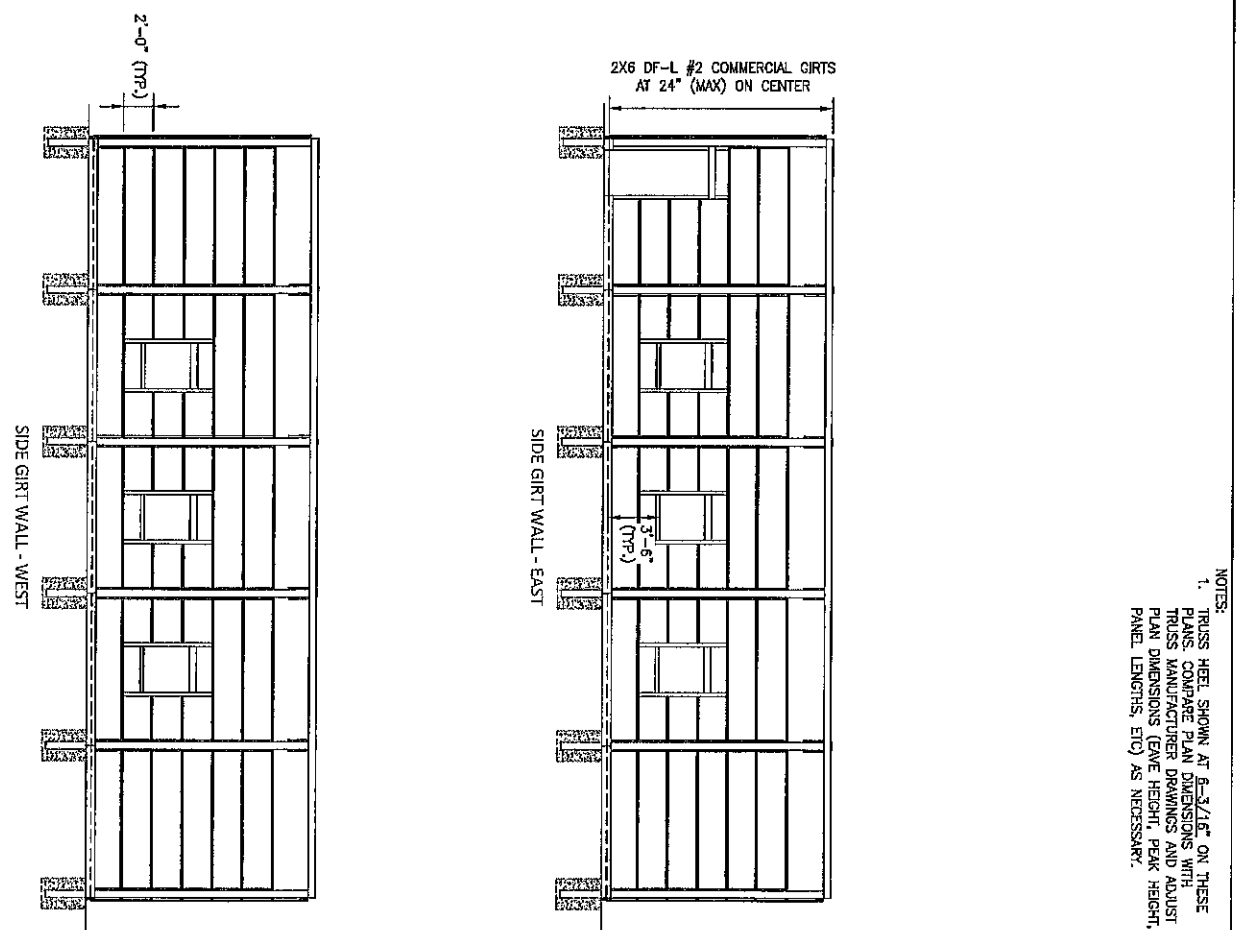 NOTES:
1. TRUSS HEEL SHOWN AT 6-3/16" ON THESE
PLANS. COMPARE PLAN DIMENSIONS WITH
TRUSS MANUFACTURER DRAWINGS AND ADJUST
PLAN DIMENSIONS (EAVE HEIGHT, PEAK HEIGHT,
PANEL LENGTHS, ETC) AS NECESSARY.
2X6 DF-L #2 COMMERCIAL GIRTS
AT 24" (MAX) ON CENTER
3'-6"
(TYP.)
SIDE GIRT WALL - EAST
2'-0" (TYP.)
SIDE GIRT WALL - WEST